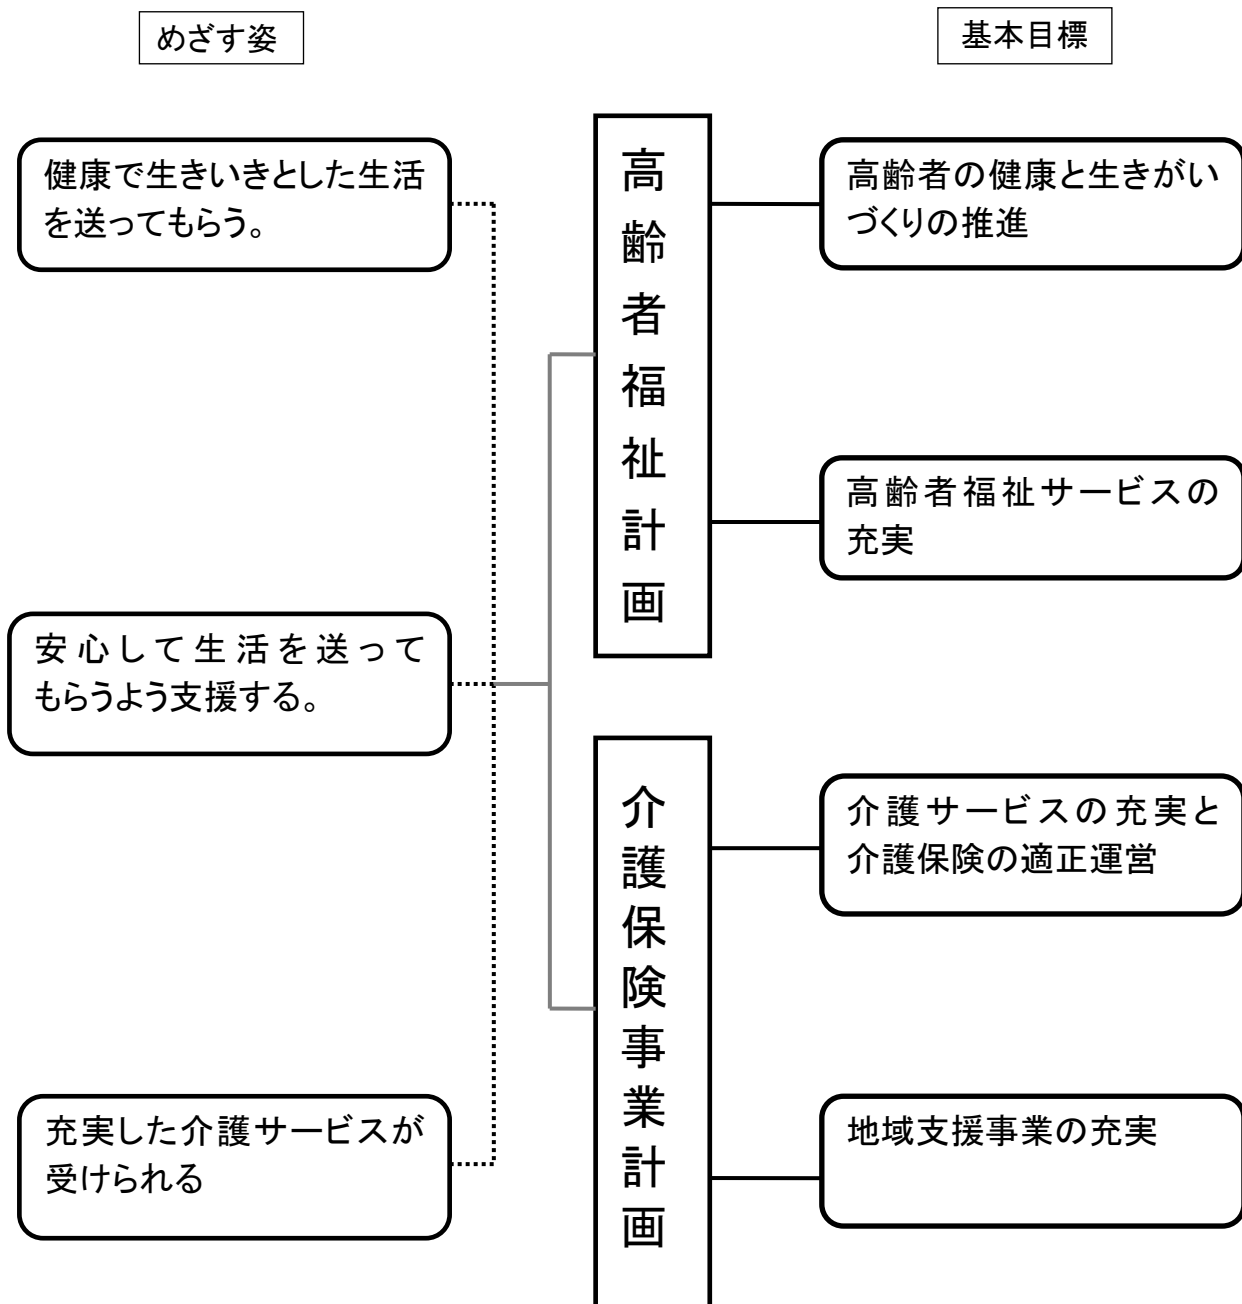 めざす姿
基本目標
健康で生きいきとした生活
を送ってもらう。
安心して生活を送って
もらうよう支援する。
充実した介護サービスが
受けられる
高齢者福祉計画
介護保険事業計画
高齢者の健康と生きがい
づくりの推進
高齢者福祉サービスの
充実
介護サービスの充実と
介護保険の適正運営
地域支援事業の充実